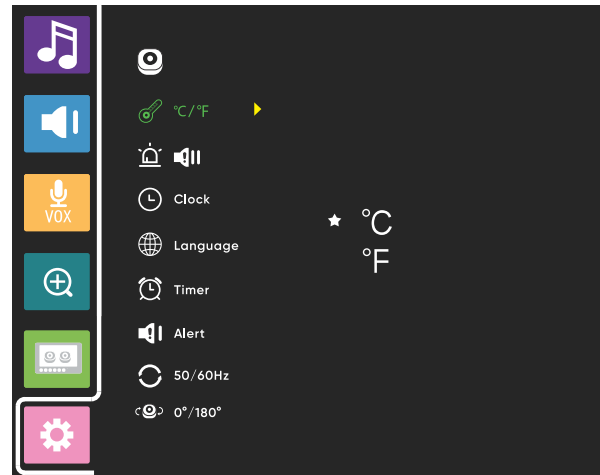 VOX
°C/°F
Clock
Language
Timer
Alert
50/60Hz
0°/180°
°C
°F